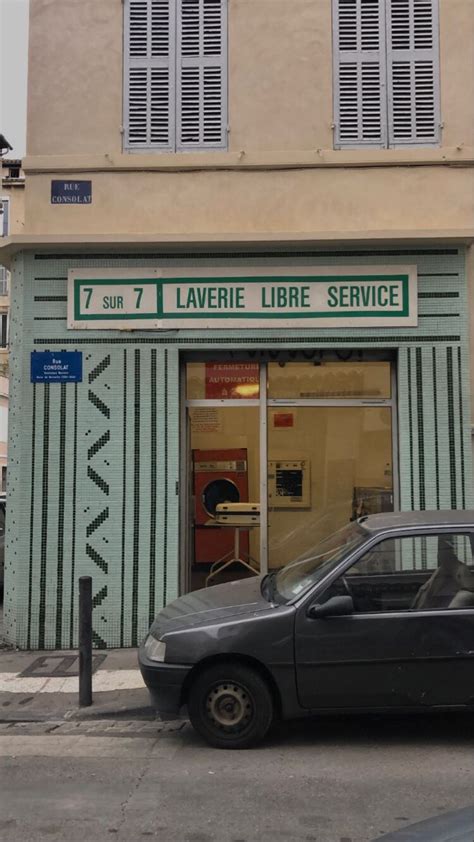 RUE
CONSOLAT
7 SUR 7 LAVERIE LIBRE SERVICE
Rue
CONSOLAT
FERMETURE
AUTOMATIQUE